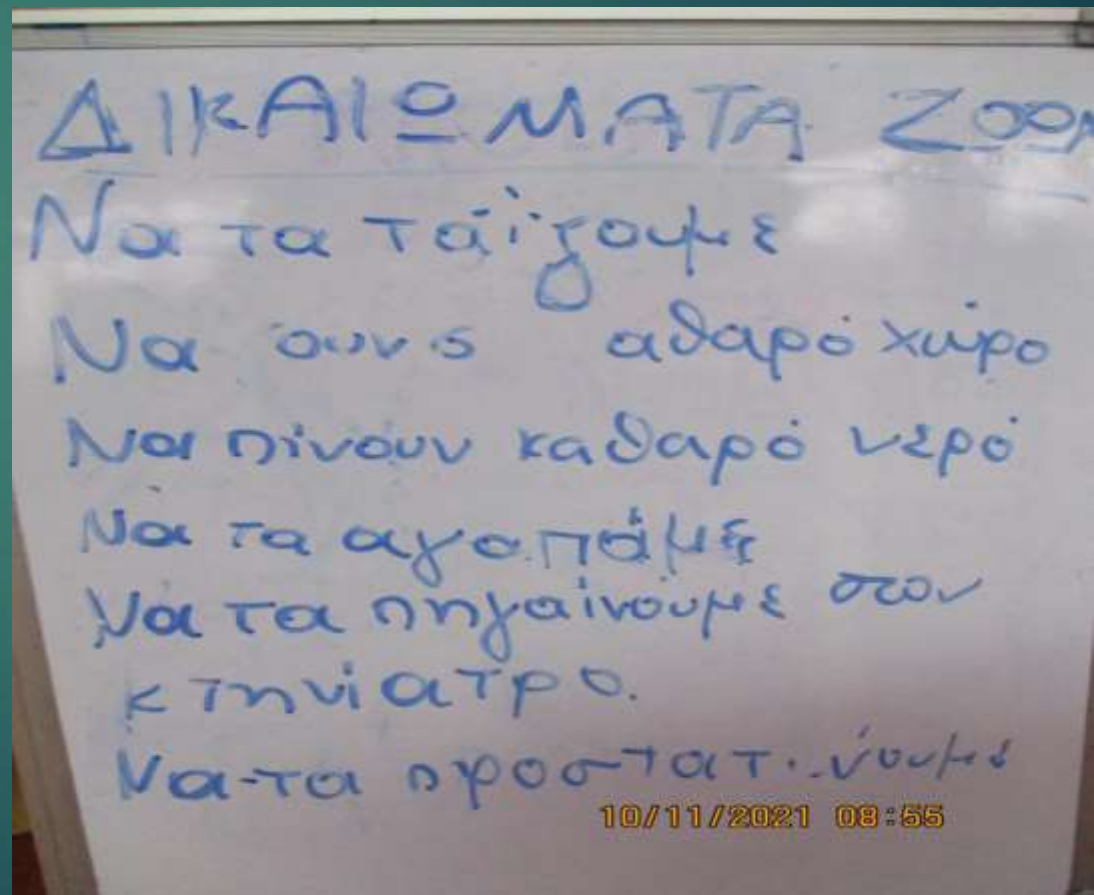 ΔΙΚΑΙΩΜΑΤΑ
Να τα ταΐζουμε
Να αθαρό χώρο
Να πίνουν καθαρό νερό
Να τα αγαπάμε
Να τα πηγαίνουμε στον
κτηνίατρο.
Να τα
10/11/2021 08:55